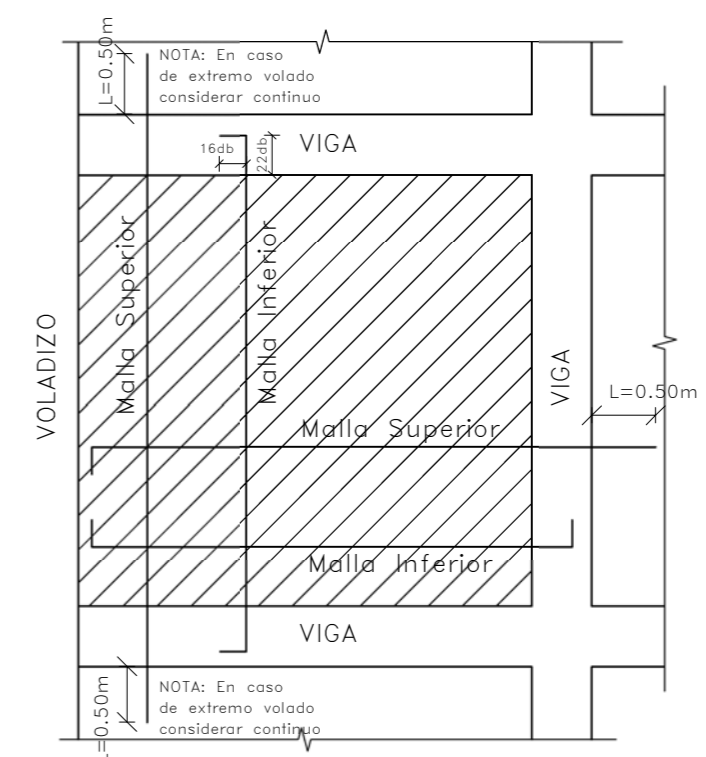 L=0.50m
NOTA: En caso
de extremo volado
considerar continuo
16db
22db
VIGA
Malla Superior
Malla Inferior
VOLADIZO
VIGA
L=0.50m
Malla Superior
Malla Inferior
VIGA
=0.50m
NOTA: En caso
de extremo volado
considerar continuo